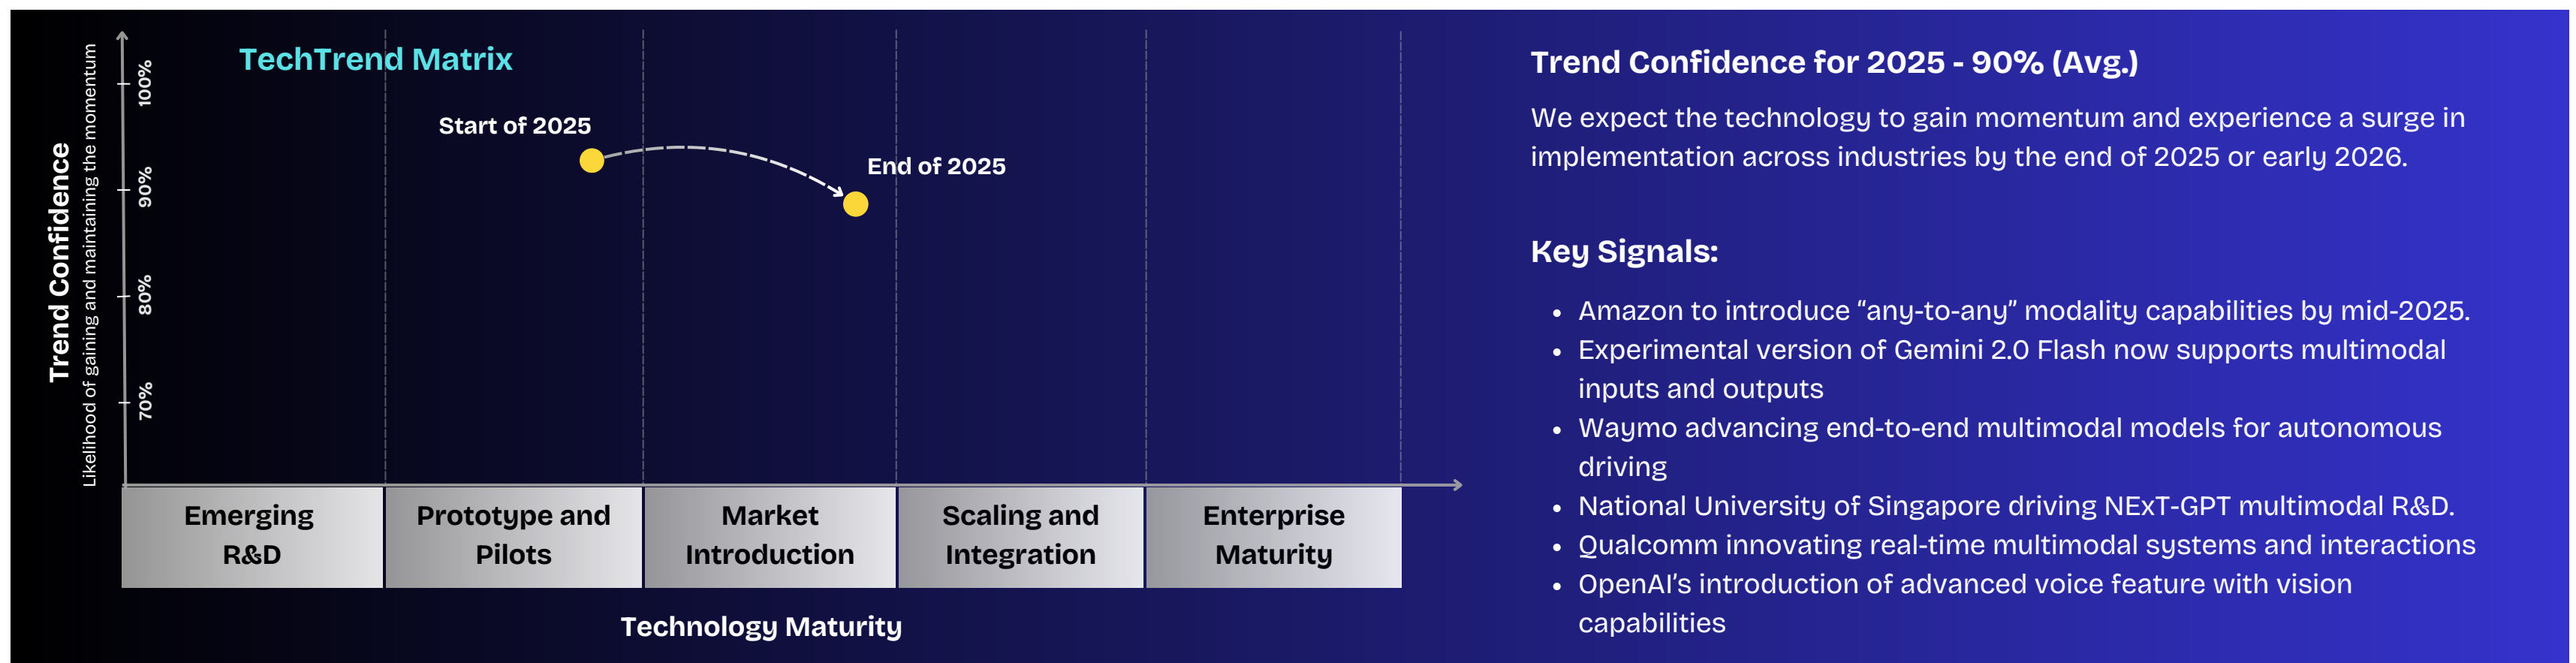 TechTrend Matrix
Trend Confidence
Likelihood of gaining and maintaining the momentum
100%
90%
80%
70%
Start of 2025
End of 2025
Emerging
R&D
Prototype and
Pilots
Market
Introduction
Scaling and
Integration
Enterprise
Maturity
Technology Maturity
Trend Confidence for 2025 - 90% (Avg.)
We expect the technology to gain momentum and experience a surge in
implementation across industries by the end of 2025 or early 2026.
Key Signals:
• Amazon to introduce “any-to-any” modality capabilities by mid-2025.
• Experimental version of Gemini 2.0 Flash now supports multimodal
inputs and outputs
• Waymo advancing end-to-end multimodal models for autonomous
driving
• National University of Singapore driving NExT-GPT multimodal R&D.
• Qualcomm innovating real-time multimodal systems and interactions
• OpenAI’s introduction of advanced voice feature with vision
capabilities